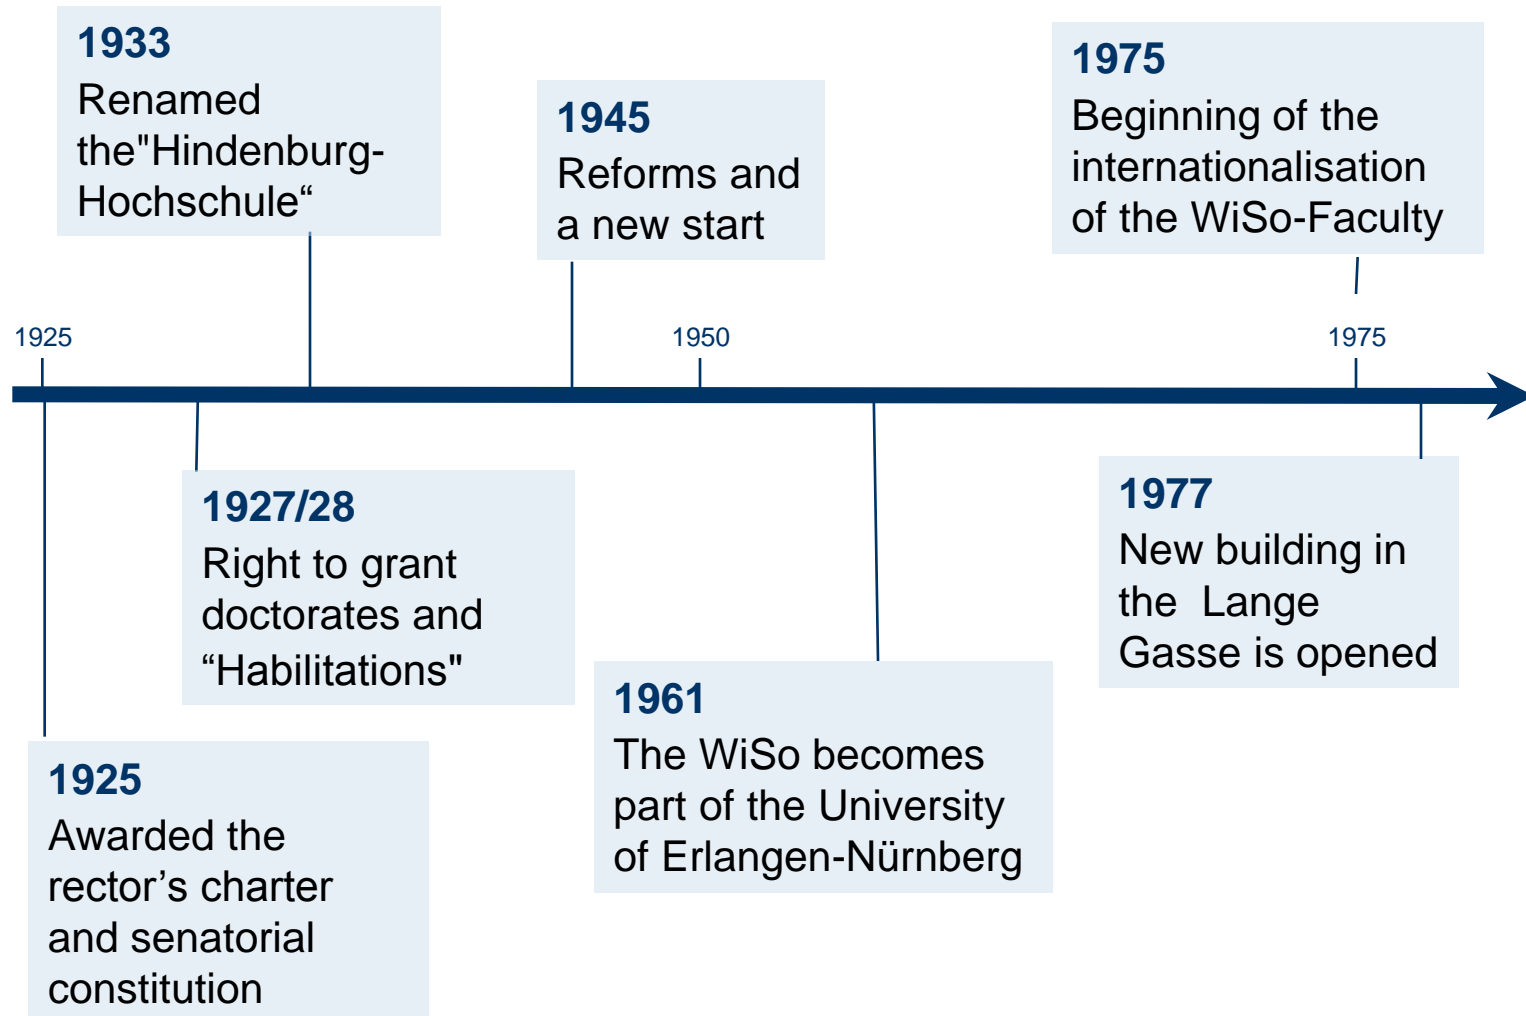 1933
Renamed
the"Hindenburg-
Hochschule“
1945
Reforms and
a new start
1975
Beginning of the
internationalisation
of the WiSo-Faculty
1925
1950
1975
1927/28
Right to grant
doctorates and
“Habilitations"
1977
New building in
the  Lange
Gasse is opened
1961
The WiSo becomes
part of the University
of Erlangen-Nürnberg
1925
Awarded the
rector’s charter
and senatorial
constitution